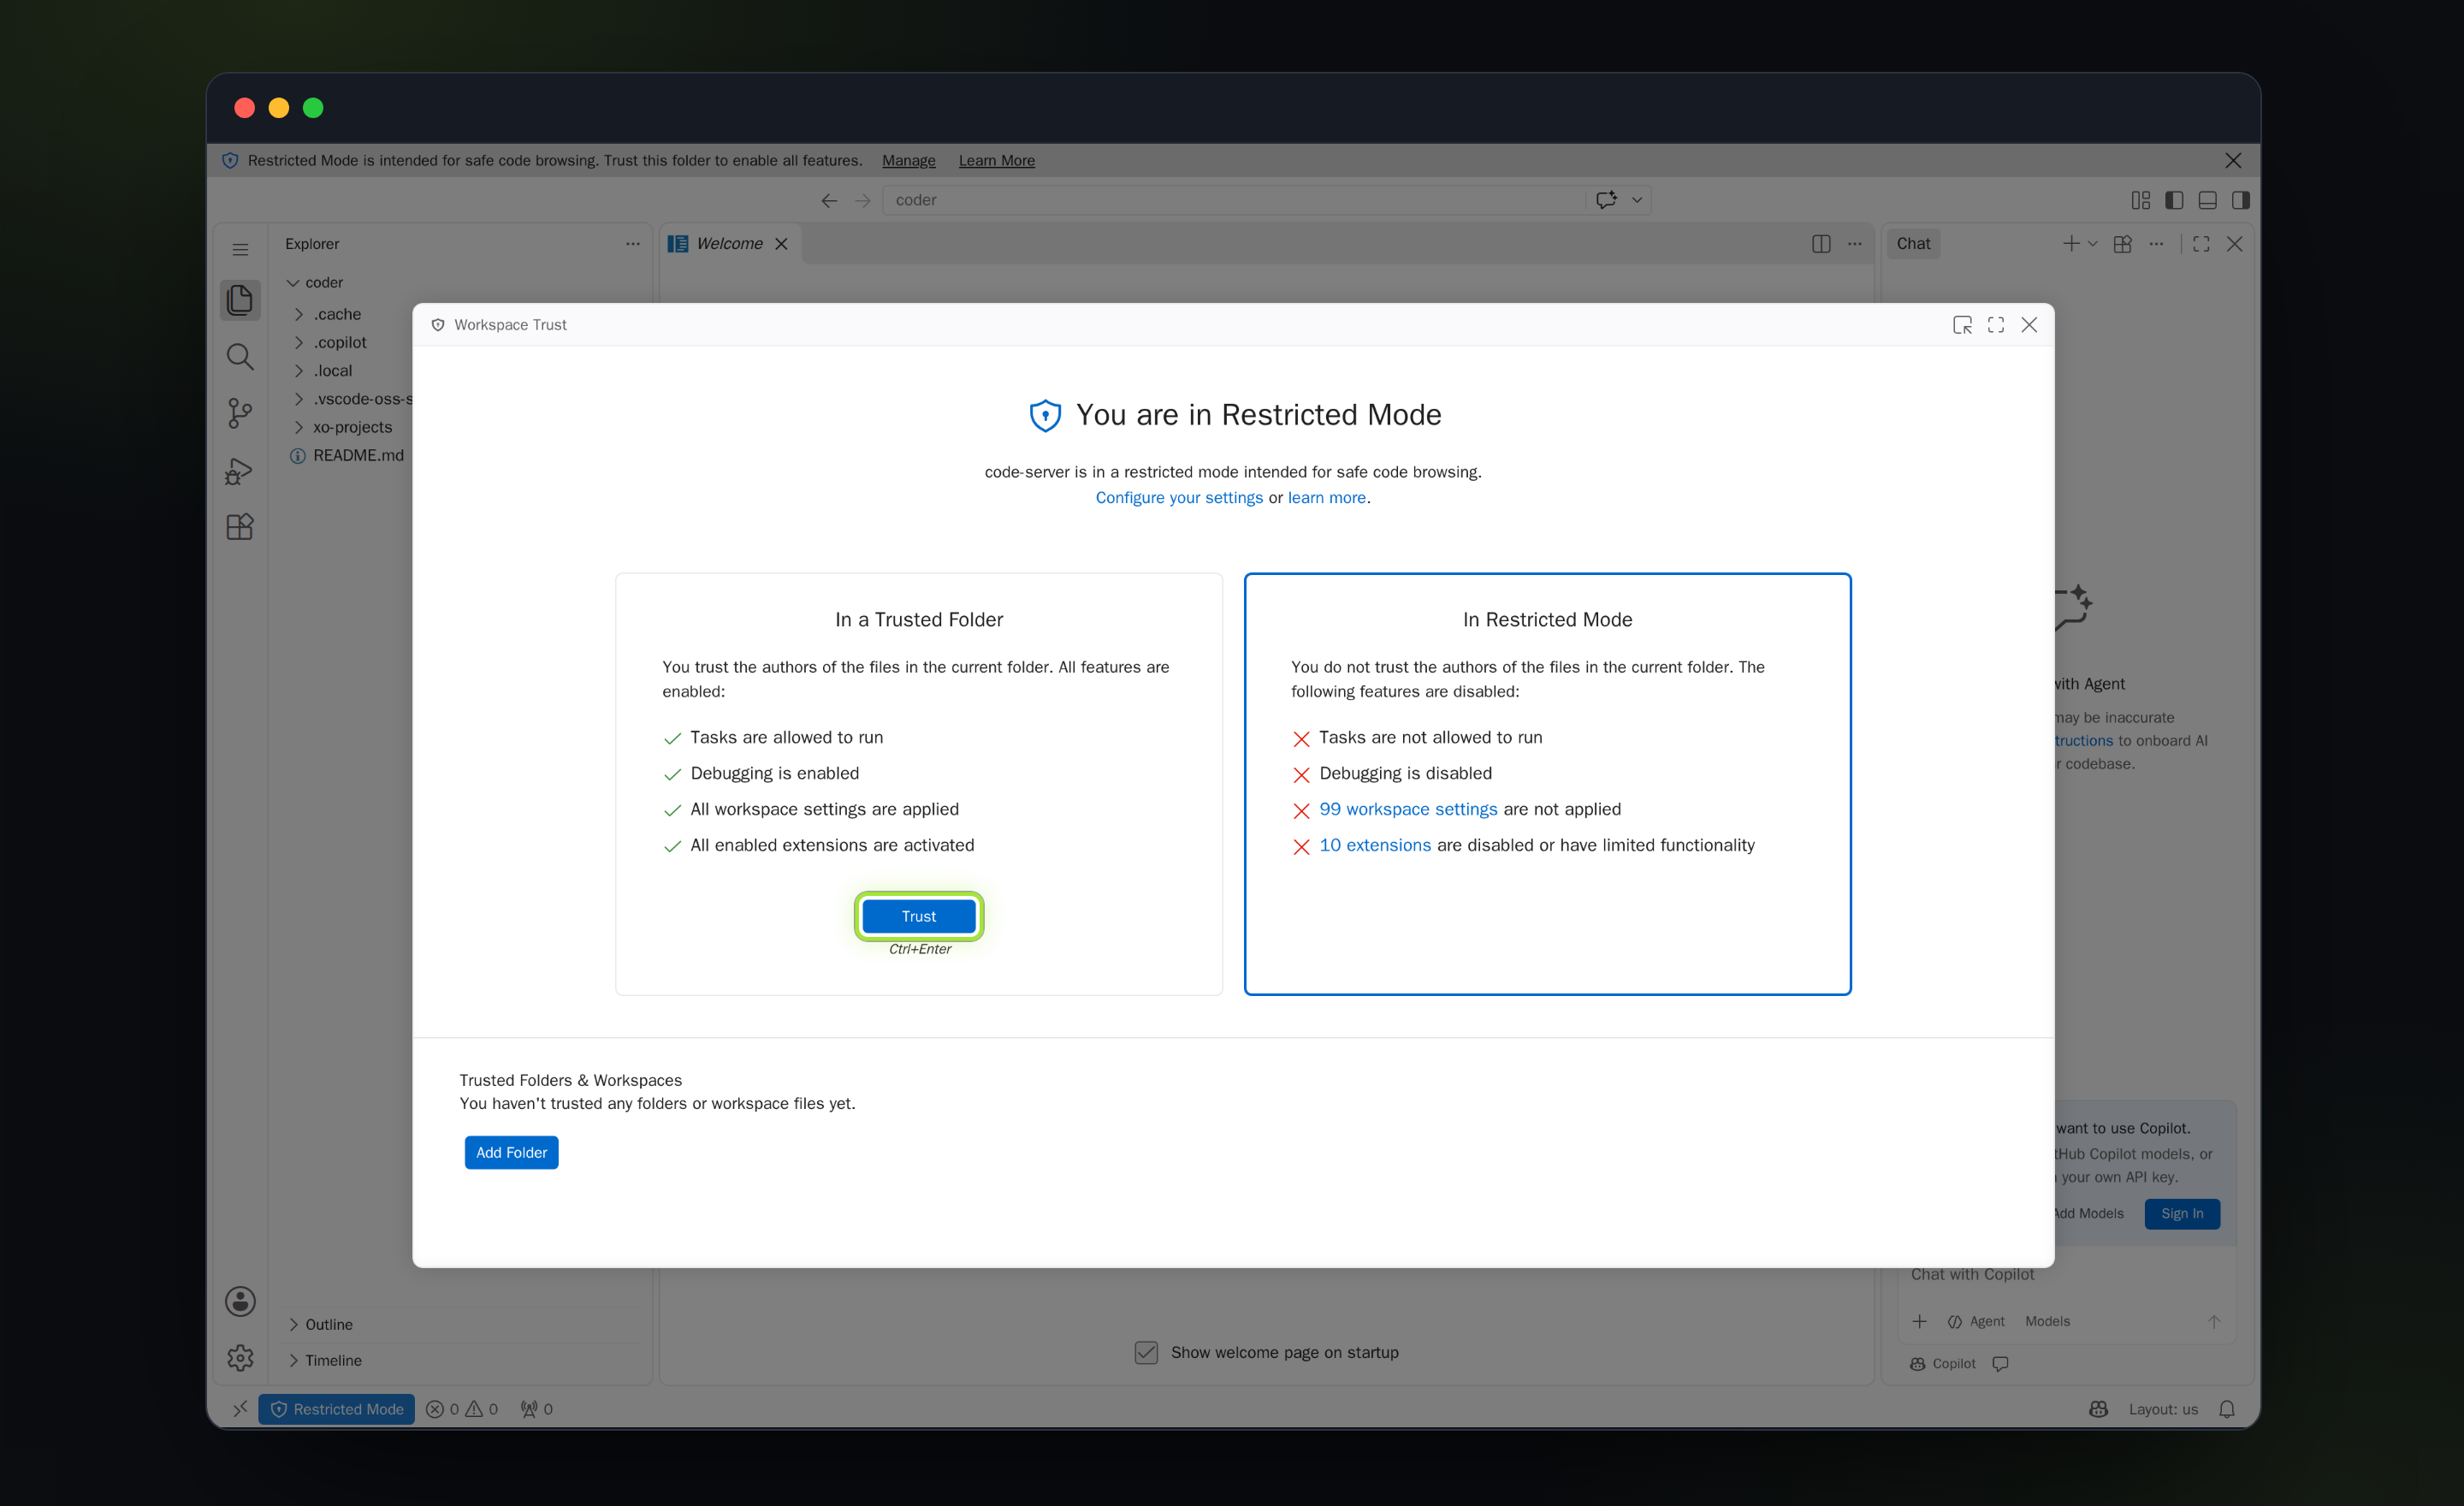 Restricted Mode is intended for safe code browsing. Trust this folder to enable all features. Manage Learn More
coder
Explorer
Welcome
Chat
coder
.cache
.copilot
.local
.vscode-oss-s
xo-projects
README.md
Workspace Trust
You are in Restricted Mode
code-server is in a restricted mode intended for safe code browsing.
Configure your settings or learn more.
In a Trusted Folder
You trust the authors of the files in the current folder. All features are
enabled:
Tasks are allowed to run
Debugging is enabled
All workspace settings are applied
All enabled extensions are activated
Trust
Ctrl+Enter
In Restricted Mode
You do not trust the authors of the files in the current folder. The
following features are disabled:
Tasks are not allowed to run
Debugging is disabled
99 workspace settings are not applied
10 extensions are disabled or have limited functionality
Trusted Folders & Workspaces
You haven't trusted any folders or workspace files yet.
Add Folder
with Agent
may be inaccurate
tructions to onboard AI
r codebase.
want to use Copilot.
tHub Copilot models, or
your own API key.
Add Models
Sign In
Chat with Copilot
Agent
Models
Copilot
Outline
Timeline
Show welcome page on startup
Restricted Mode
0
0
0
Layout: us